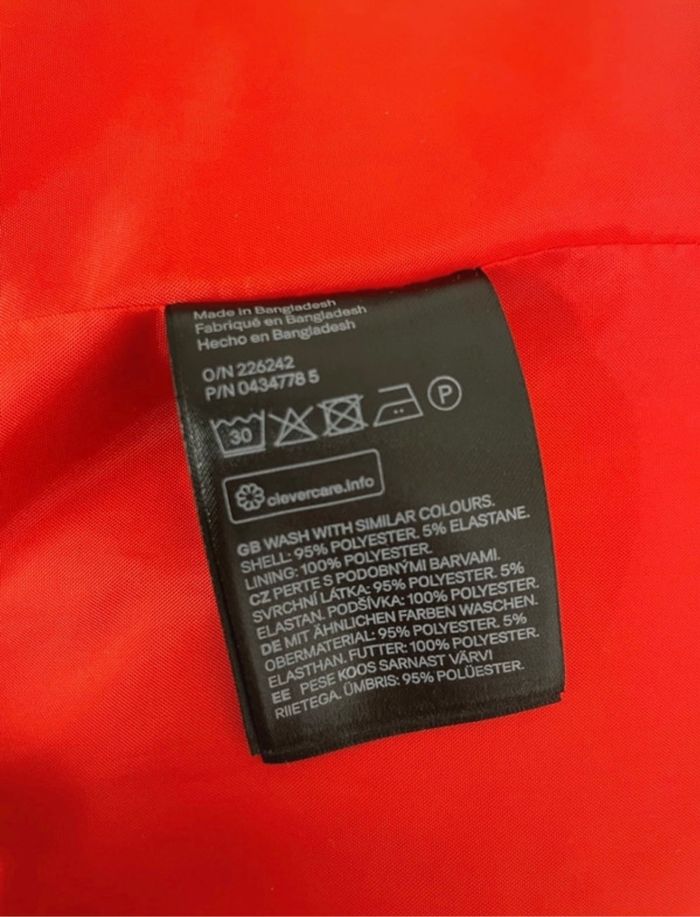 Made in Bangladesh
Fabriqué en Bangladesh
Hecho en Bangladesh
O/N 226242
P/N 0434778 5
30 P
clevercare.info
GB WASH WITH SIMILAR COLOURS.
SHELL: 95% POLYESTER. 5% ELASTANE.
LINING: 100% POLYESTER.
CZ PERTE S PODOBNÝMI BARVAMI.
SVRCHNÍ LÁTKA: 95% POLYESTER. 5%
ELASTAN. PODŠÍVKA: 100% POLYESTER.
DE MIT ÄHNLICHEN FARBEN WASCHEN.
OBERMATERIAL: 95% POLYESTER. 5%
ELASTHAN. FUTTER: 100% POLYESTER.
EE PESE KOOS SARNAST VÄRVI
RIIETEGA. ÜMBRIS: 95% POLÜESTER.